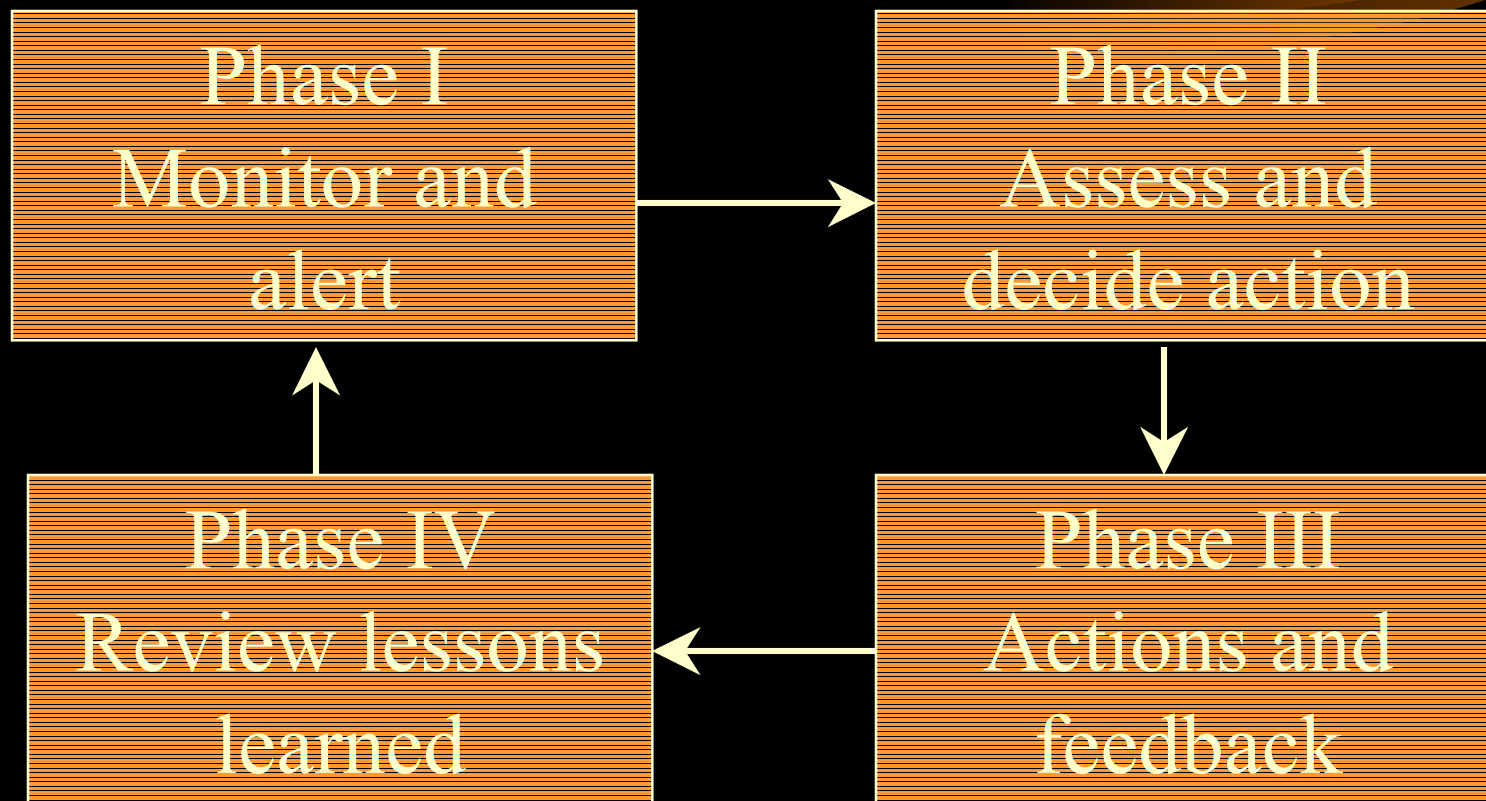 Phase I
Monitor and
alert
Phase II
Assess and
decide action
Phase III
Actions and
feedback
Phase IV
Review lessons
learned